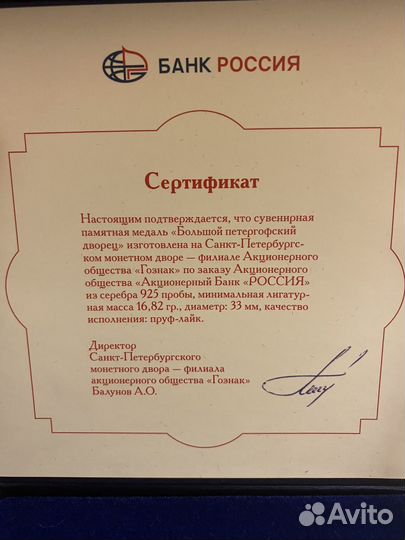 БАНК РОССИЯ
Сертификат
Настоящим подтверждается, что сувенирная
памятная медаль «Большой петергофский
дворец» изготовлена на Санкт-Петербургс-
ком монетном дворе — филиале Акционерного
общества «Гознак» по заказу Акционерного
общества «Акционерный Банк «РОССИЯ»
из серебра 925 пробы, минимальная лигатур-
ная масса 16,82 гр., диаметр: 33 мм, качество
исполнения: пруф-лайк.
Директор
Санкт-Петербургского
монетного двора — филиала
акционерного общества «Гознак»
Балунов А.О.
Avito